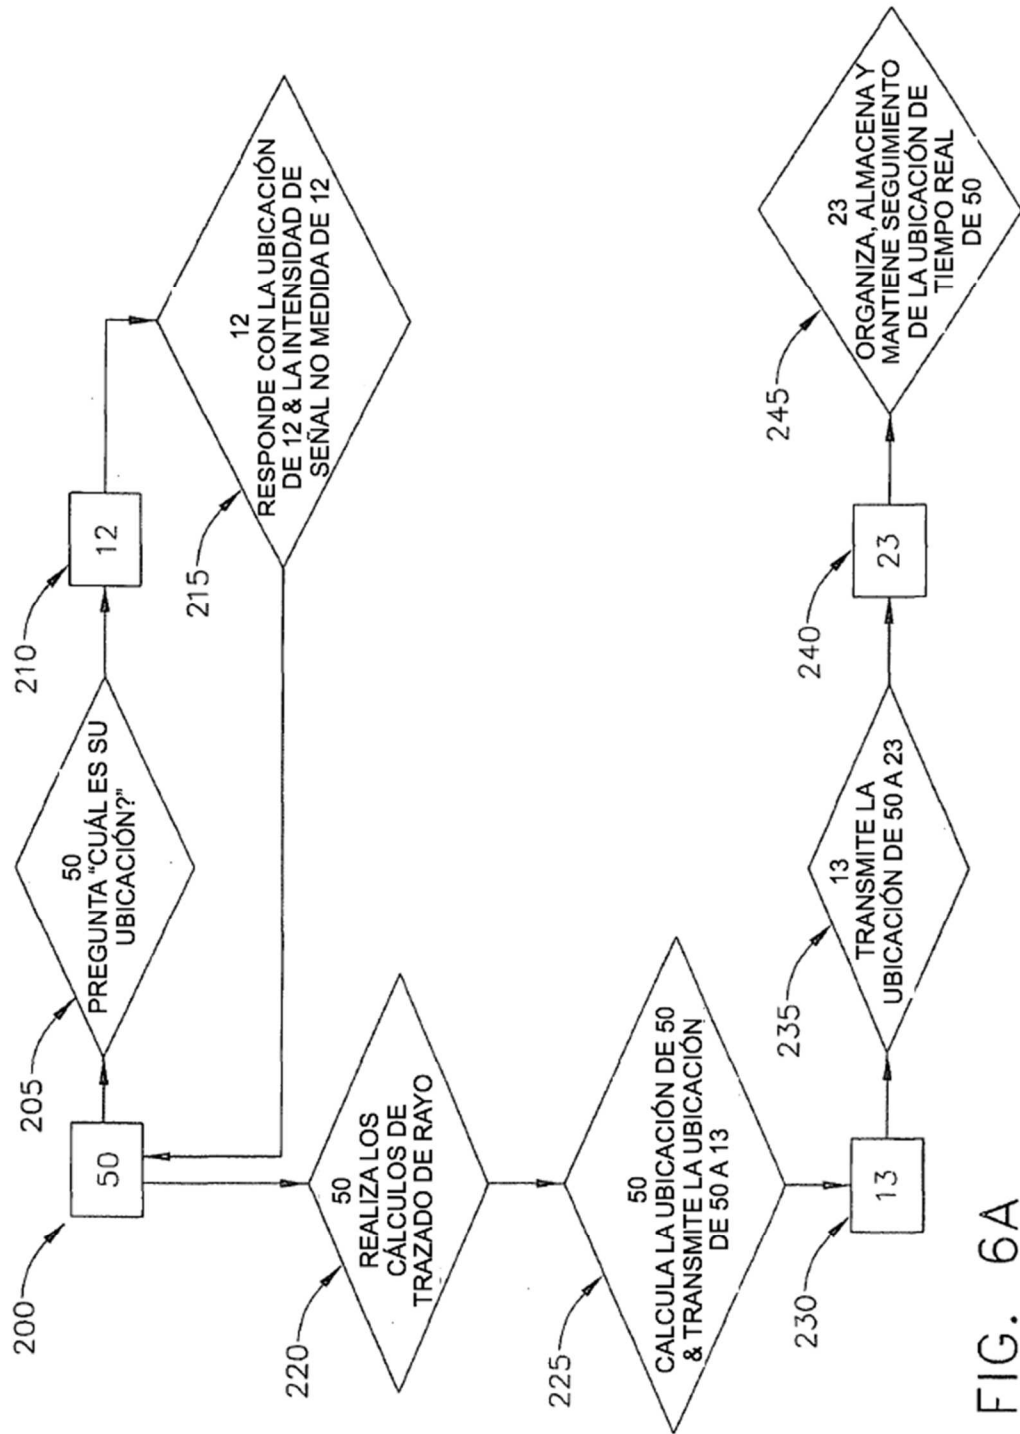 200
50
205
50
PREGUNTA "CUÁL ES SU
UBICACIÓN?"
210
12
215
12
RESPONDE CON LA UBICACIÓN
DE 12 & LA INTENSIDAD DE
SEÑAL NO MEDIDA DE 12
220
50
REALIZA LOS
CÁLCULOS DE
TRAZADO DE RAYO
225
50
CALCULA LA UBICACIÓN DE 50
& TRANSMITE LA UBICACIÓN
DE 50 A 13
230
13
235
13
TRANSMITE LA
UBICACIÓN DE 50 A 23
240
23
245
23
ORGANIZA, ALMACENA Y
MANTIENE SEGUIMIENTO
DE LA UBICACIÓN DE
TIEMPO REAL
DE 50
FIG. 6A